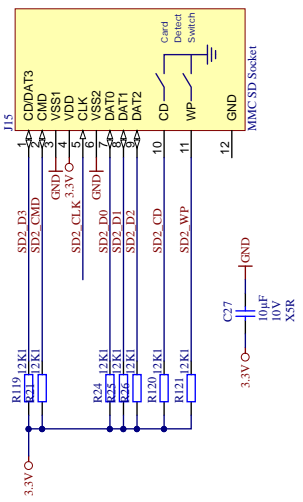 J15
MMC SD Socket
Card
Detect
Switch
CD/DAT3
CMD
VSS1
VDD
CLK
VSS2
DAT0
DAT1
DAT2
CD
WP
GND
1
2
3
4
5
6
7
8
9
10
11
12
SD2_D3
SD2_CMD
GND
3.3V
SD2_CLK
GND
SD2_D0
SD2_D1
SD2_D2
SD2_CD
SD2_WP
R119 12K1
12K1
R24 12K1
R25 12K1
R26 12K1
R120 12K1
R121 12K1
3.3V
GND
C27
10µF
10V
X5R
3.3V